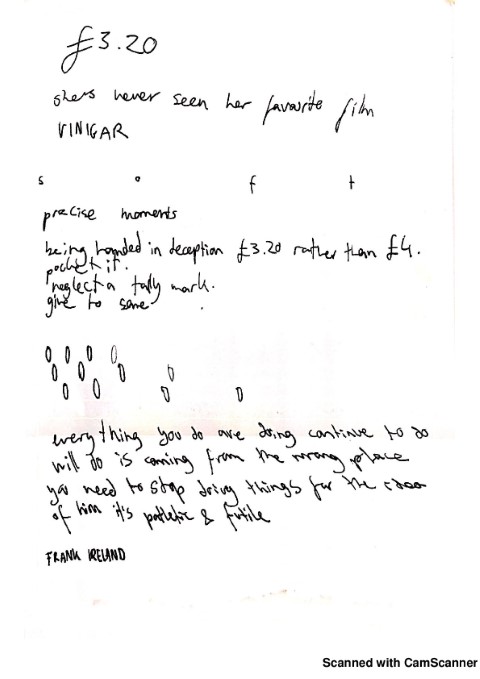 £3.20
shers never seen her favourite film
VINIGAR
s o f t
precise moments
being handed in deception £3.20 rather than £4.
pocket it.
neglect a tally mark.
give to some
0 0 0 0
0 0 0 0
0 0 0 0
everything you do are doing continue to do
will do is coming from the wrong place
you need to stop doing things for the
of him it's pathetic & futile
FRANK IRELAND
Scanned with CamScanner